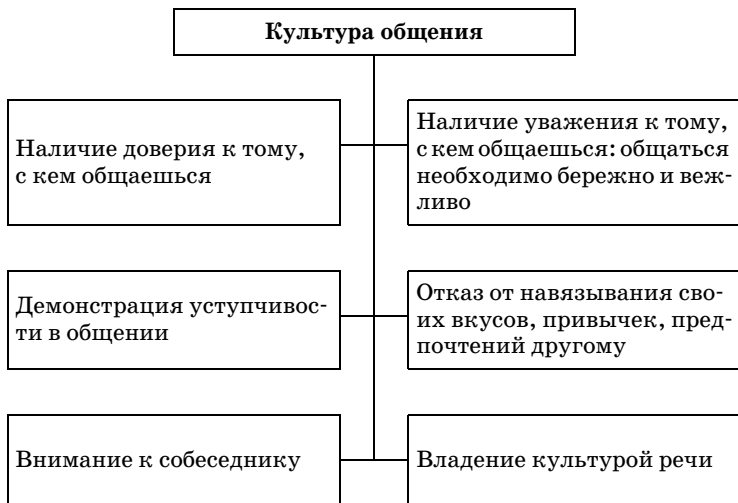 Культура общения
Наличие доверия к тому,
с кем общаешься
Наличие уважения к тому,
с кем общаешься: общаться
необходимо бережно и веж-
ливо
Демонстрация уступчивос-
ти в общении
Отказ от навязывания сво-
их вкусов, привычек, пред-
почтений другому
Внимание к собеседнику
Владение культурой речи